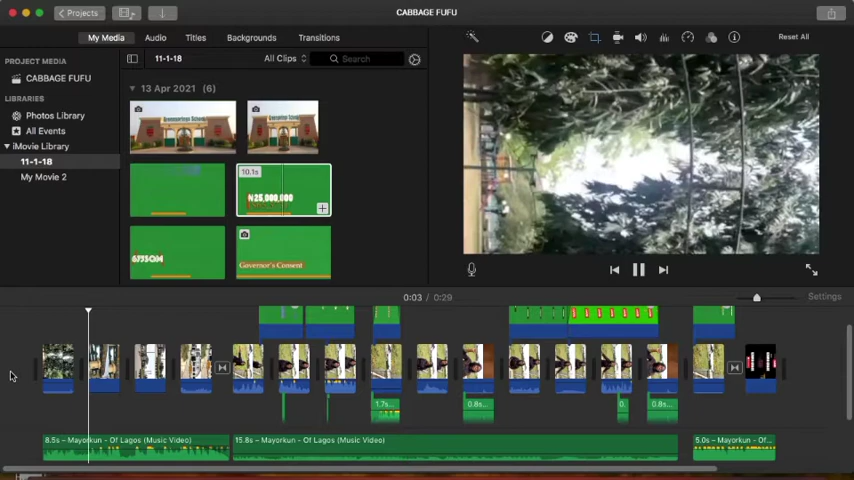 CABBAGE FUFU
Projects
My Media
Audio
Titles
Backgrounds
Transitions
Reset All
PROJECT MEDIA
CABBAGE FUFU
LIBRARIES
Photos Library
All Events
iMovie Library
11-1-18
My Movie 2
11-1-18
All Clips
Search
13 Apr 2021 (6)
10.1s
₦25,000,000
675SQM
Governor's Consent
0:03 / 0:29
Settings
1.7s...
0.8s...
0.
0.8s...
8.5s – Mayorkun - Of Lagos (Music Video)
15.8s – Mayorkun - Of Lagos (Music Video)
5.0s – Mayorkun - Of...